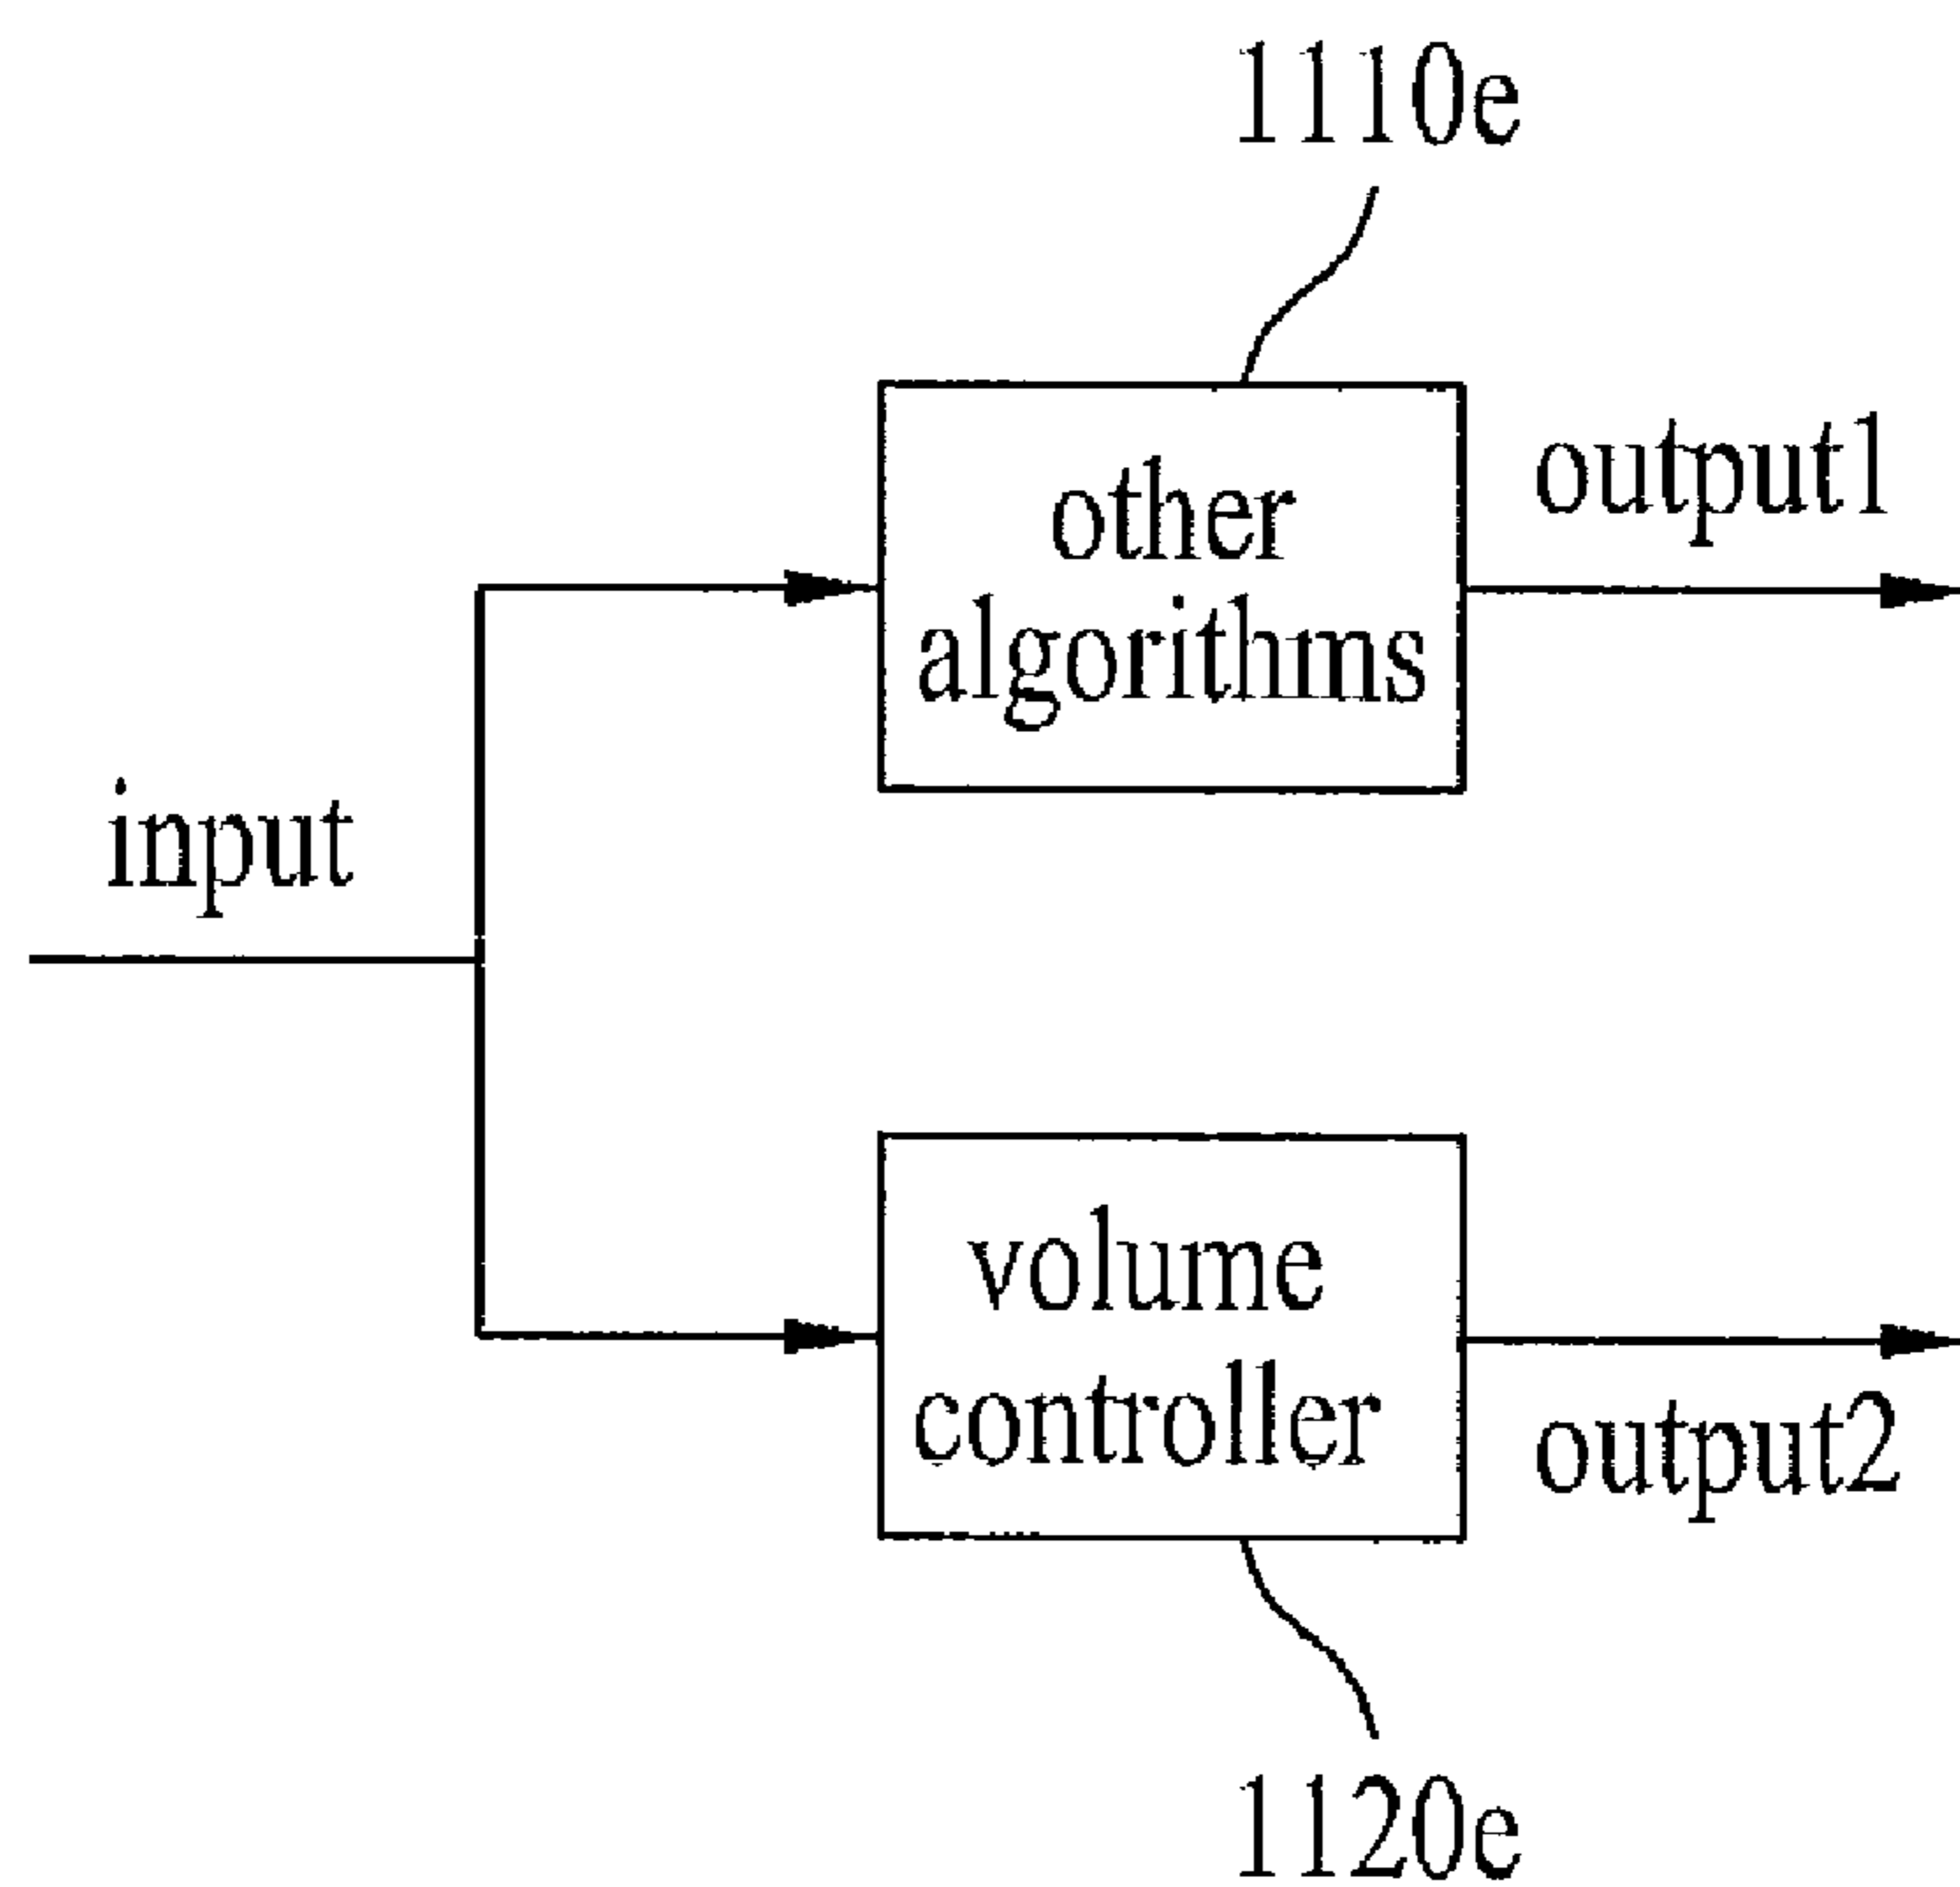 1110e
other
algorithms
output1
input
volume
controller
output2
1120e